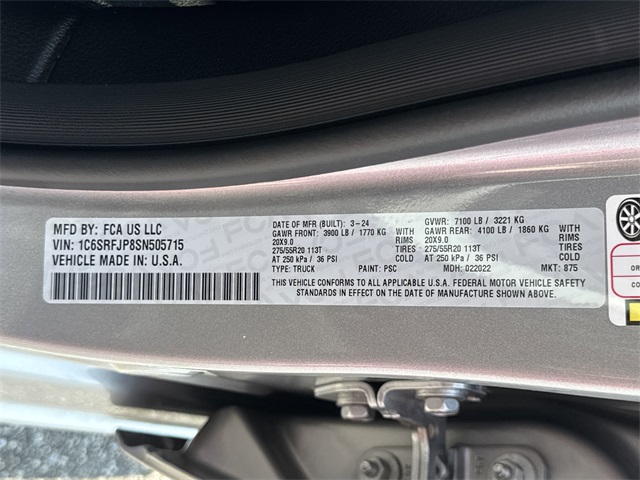 MFD BY: FCA US LLC
VIN: 1C6SRFJP8SN505715
VEHICLE MADE IN: U.S.A.
DATE OF MFR (BUILT): 3-24
GVWR: 7100 LB / 3221 KG
GAWR FRONT: 3900 LB / 1770 KG WITH GAWR REAR: 4100 LB / 1860 KG WITH
20X9.0 RIMS 20X9.0 RIMS
275/55R20 113T TIRES 275/55R20 113T TIRES
AT 250 kPa / 36 PSI COLD AT 250 kPa / 36 PSI COLD
TYPE: TRUCK PAINT: PSC MDH: 022022 MKT: 875
THIS VEHICLE CONFORMS TO ALL APPLICABLE U.S.A. FEDERAL MOTOR VEHICLE SAFETY
STANDARDS IN EFFECT ON THE DATE OF MANUFACTURE SHOWN ABOVE.